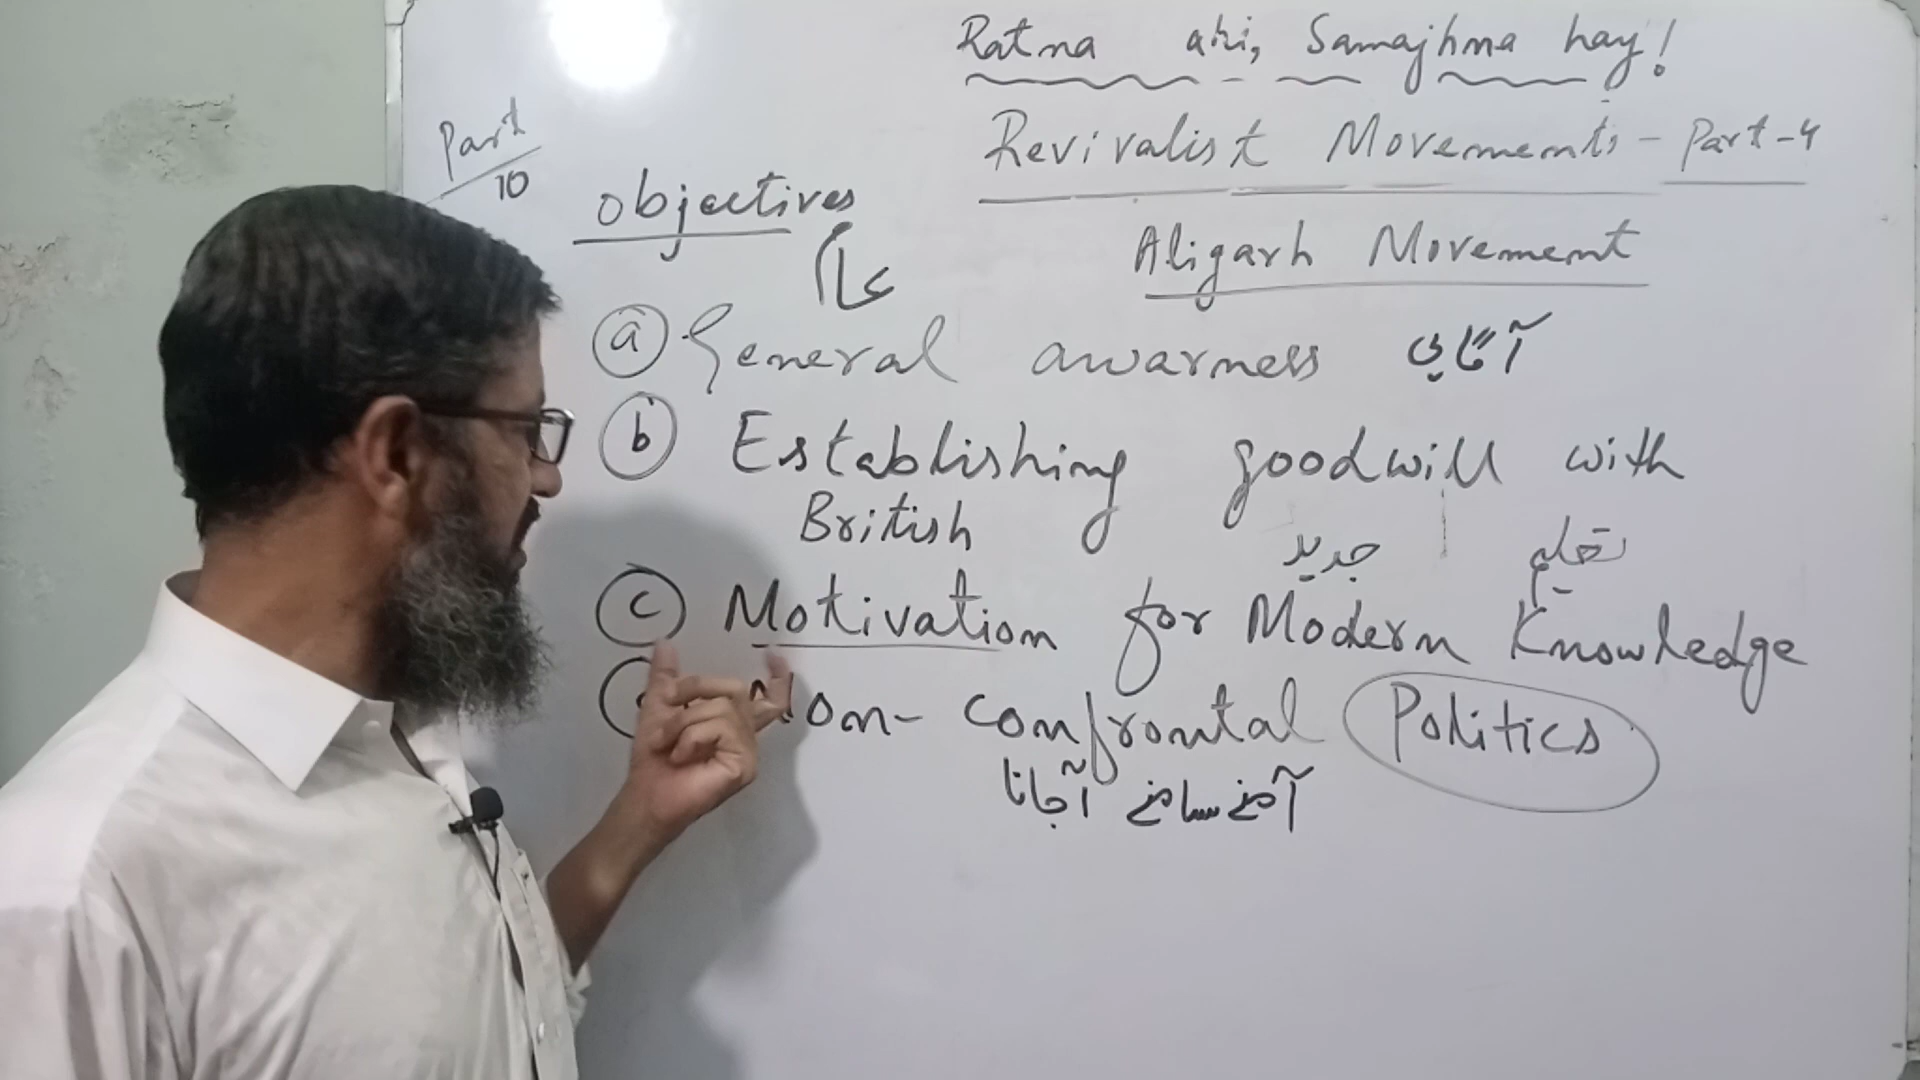 Ratna ahi, Samajhna hay!
Revivalist Movements - Part-4
Part
10
objectives
Aligarh Movement
عام
a General awarness آگاہی
b Establishing goodwill with
British
جدید تعلیم
c Motivation for Modern Knowledge
Non-confrontal Politics
آمنے سامنے آجانا